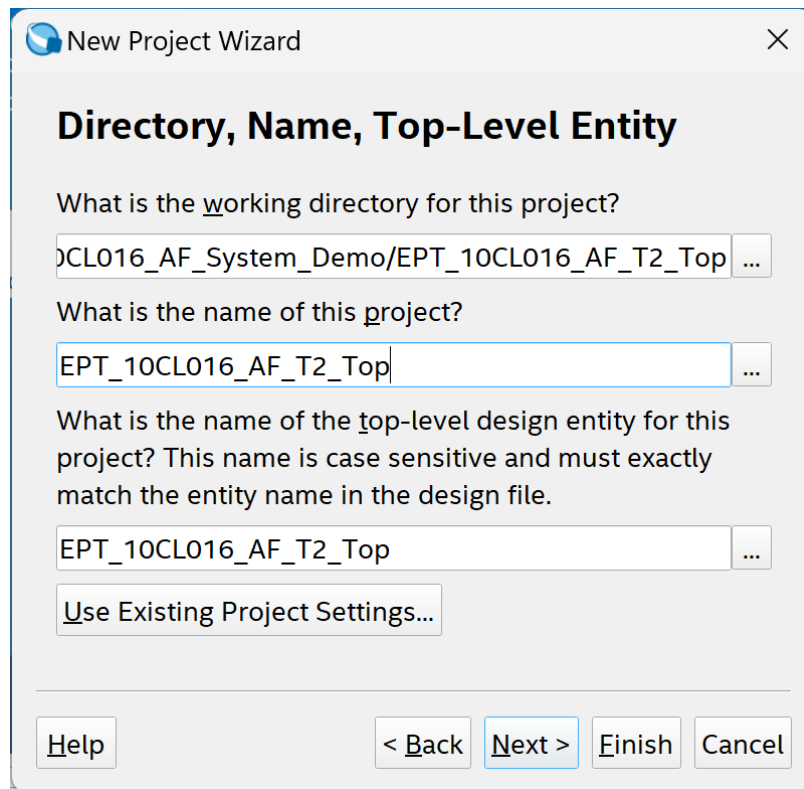 New Project Wizard
Directory, Name, Top-Level Entity
What is the working directory for this project?
0CL016_AF_System_Demo/EPT_10CL016_AF_T2_Top ...
What is the name of this project?
EPT_10CL016_AF_T2_Top ...
What is the name of the top-level design entity for this
project? This name is case sensitive and must exactly
match the entity name in the design file.
EPT_10CL016_AF_T2_Top ...
Use Existing Project Settings...
Help < Back Next > Finish Cancel